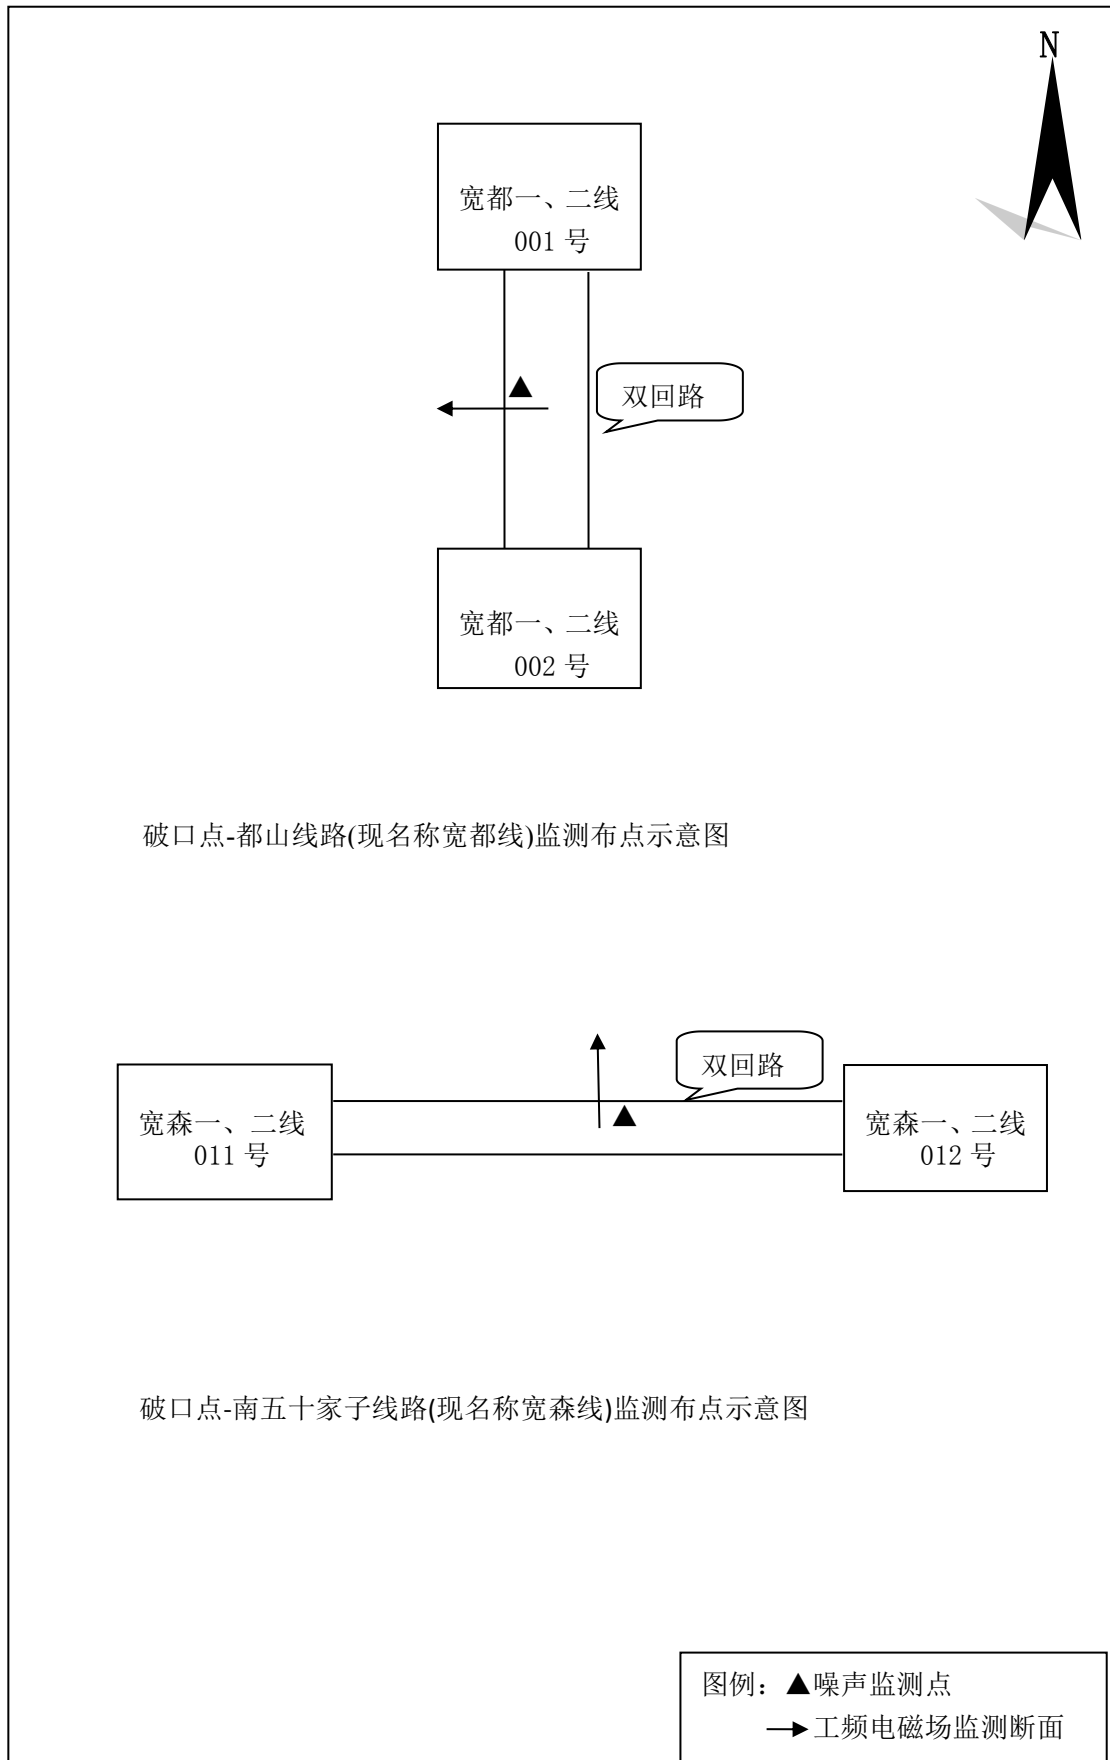 N
宽都一、二线
001 号
双回路
宽都一、二线
002 号
破口点-都山线路(现名称宽都线)监测布点示意图
双回路
宽森一、二线
011 号
宽森一、二线
012 号
破口点-南五十家子线路(现名称宽森线)监测布点示意图
图例：▲噪声监测点
→工频电磁场监测断面